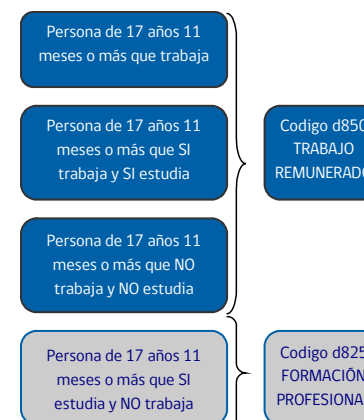 Persona de 17 años 11
meses o más que trabaja
Persona de 17 años 11
meses o más que SI
trabaja y SI estudia
Persona de 17 años 11
meses o más que NO
trabaja y NO estudia
Codigo d850
TRABAJO
REMUNERADO
Persona de 17 años 11
meses o más que SI
estudia y NO trabaja
Codigo d825
FORMACIÓN
PROFESIONA